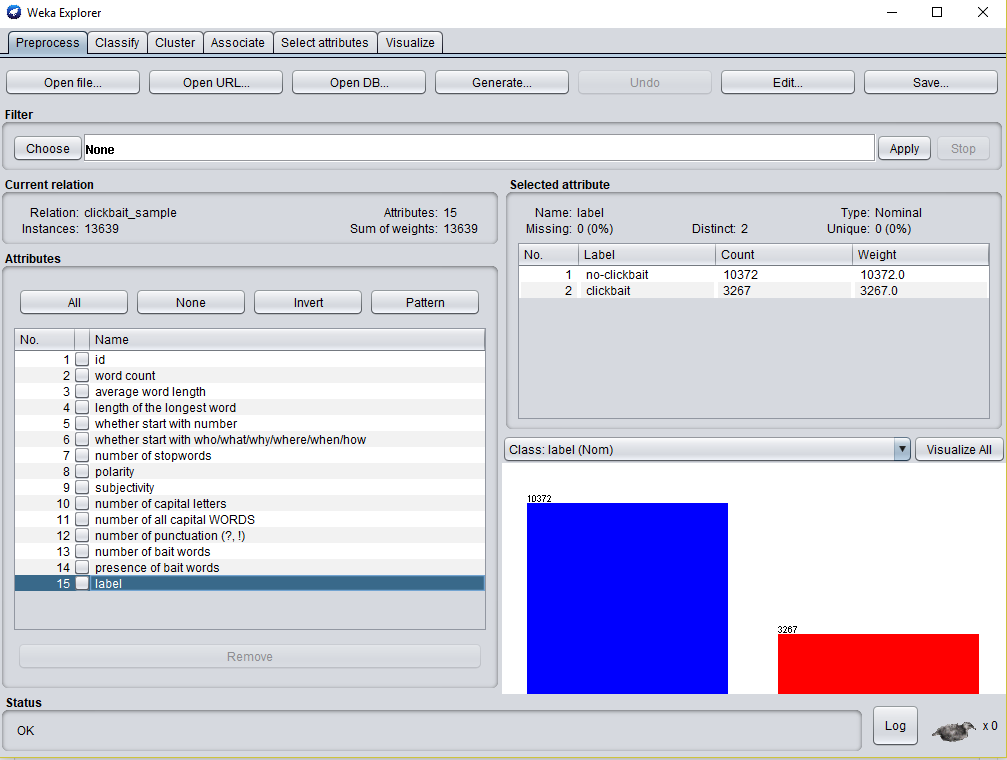 Weka Explorer
Preprocess Classify Cluster Associate Select attributes Visualize
Open file... Open URL... Open DB... Generate... Undo Edit... Save...
Filter
Choose None Apply Stop
Current relation
Relation: clickbait_sample Attributes: 15
Instances: 13639 Sum of weights: 13639
Attributes
All None Invert Pattern
No. Name
1 id
2 word count
3 average word length
4 length of the longest word
5 whether start with number
6 whether start with who/what/why/where/when/how
7 number of stopwords
8 polarity
9 subjectivity
10 number of capital letters
11 number of all capital WORDS
12 number of punctuation (?, !)
13 number of bait words
14 presence of bait words
15 label
Remove
Selected attribute
Name: label Type: Nominal
Missing: 0 (0%) Distinct: 2 Unique: 0 (0%)
No. Label Count Weight
1 no-clickbait 10372 10372.0
2 clickbait 3267 3267.0
Class: label (Nom) Visualize All
10372
3267
Status
OK Log x 0